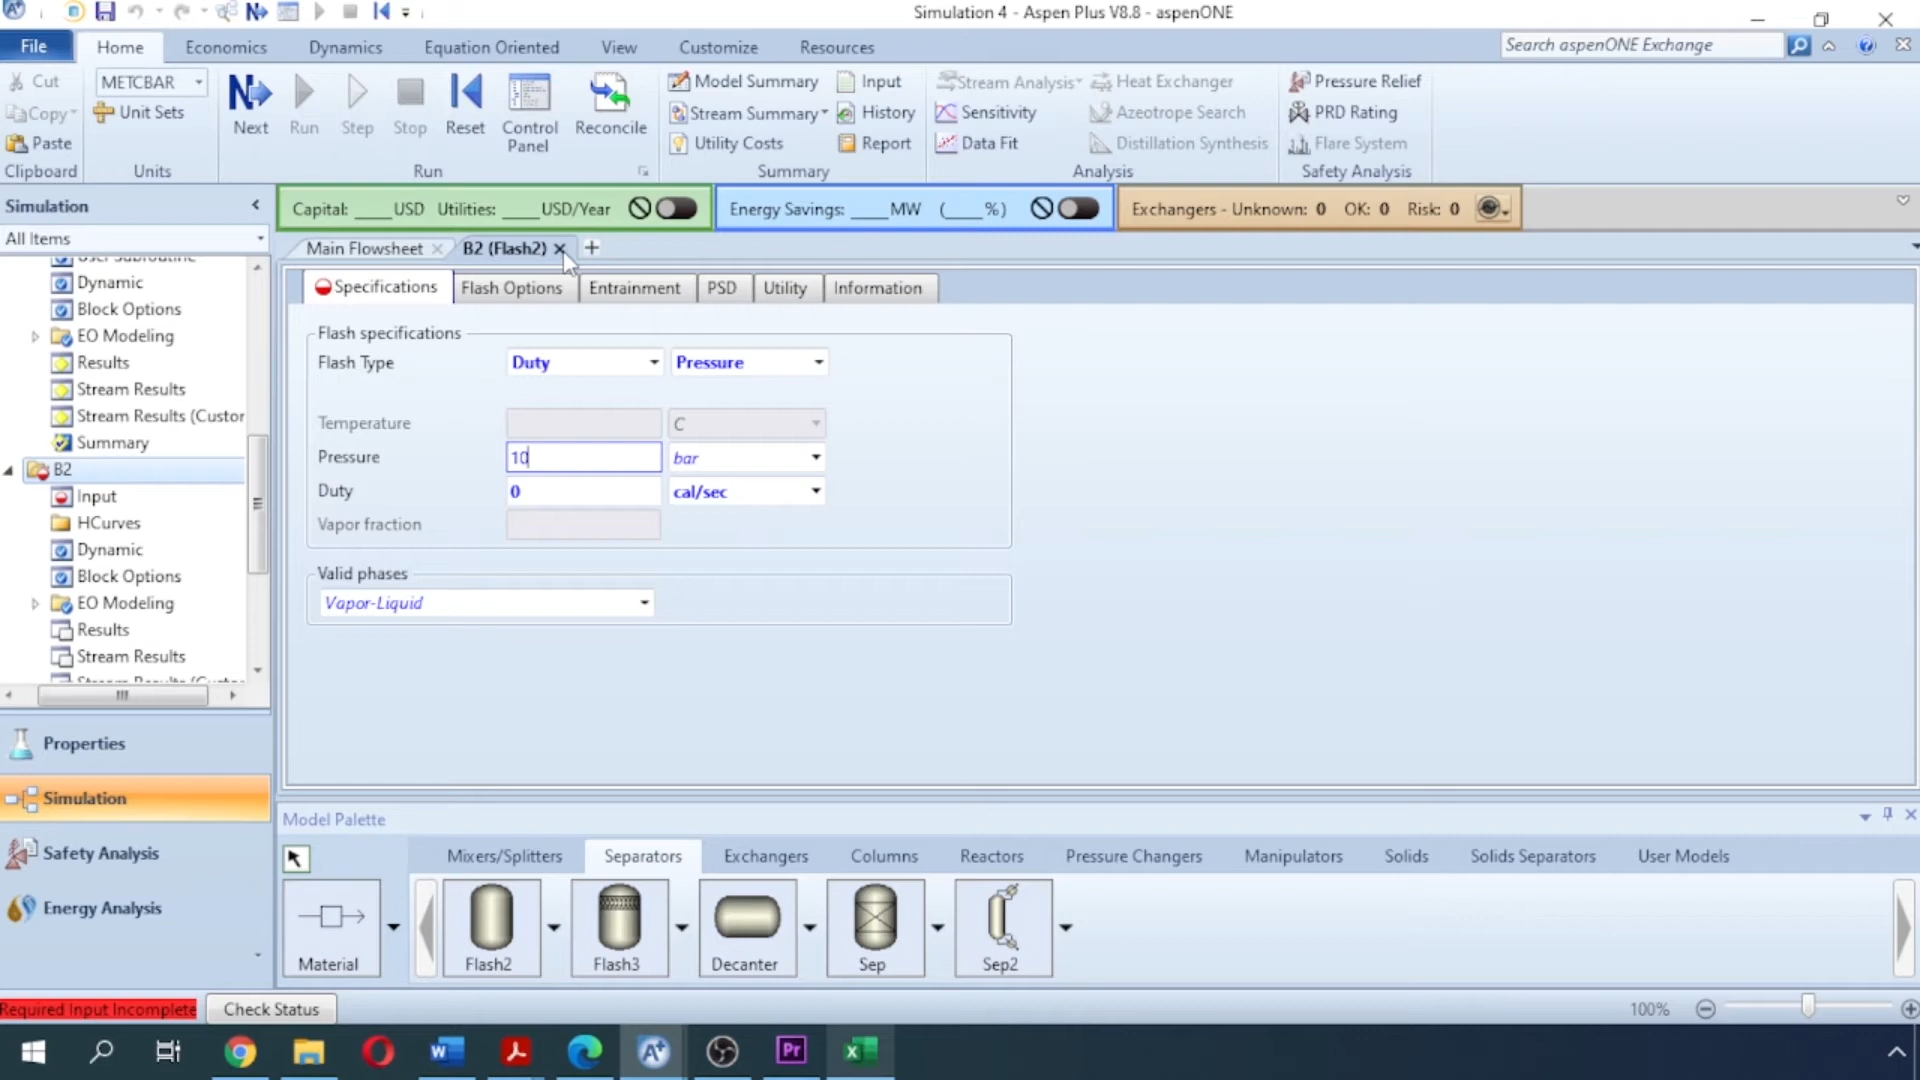 Simulation 4 - Aspen Plus V8.8 - aspenONE
File Home Economics Dynamics Equation Oriented View Customize Resources Search aspenONE Exchange
Cut METCBAR Model Summary Input Stream Analysis Heat Exchanger Pressure Relief
Copy Unit Sets Next Run Step Stop Reset Control Panel Reconcile Stream Summary History Sensitivity Azeotrope Search PRD Rating
Paste Utility Costs Report Data Fit Distillation Synthesis Flare System
Clipboard Units Run Summary Analysis Safety Analysis
Simulation Capital: ____USD Utilities: ____USD/Year Energy Savings: ____MW (____%) Exchangers - Unknown: 0 OK: 0 Risk: 0
All Items Main Flowsheet B2 (Flash2)
Dynamic
Block Options
EO Modeling
Results
Stream Results
Stream Results (Custor
Summary
B2
Input
HCurves
Dynamic
Block Options
EO Modeling
Results
Stream Results
Properties
Simulation
Safety Analysis
Energy Analysis
Specifications Flash Options Entrainment PSD Utility Information
Flash specifications
Flash Type Duty Pressure
Temperature C
Pressure 10 bar
Duty 0 cal/sec
Vapor fraction
Valid phases
Vapor-Liquid
Model Palette
Mixers/Splitters Separators Exchangers Columns Reactors Pressure Changers Manipulators Solids Solids Separators User Models
Material Flash2 Flash3 Decanter Sep Sep2
Required Input Incomplete Check Status 100%